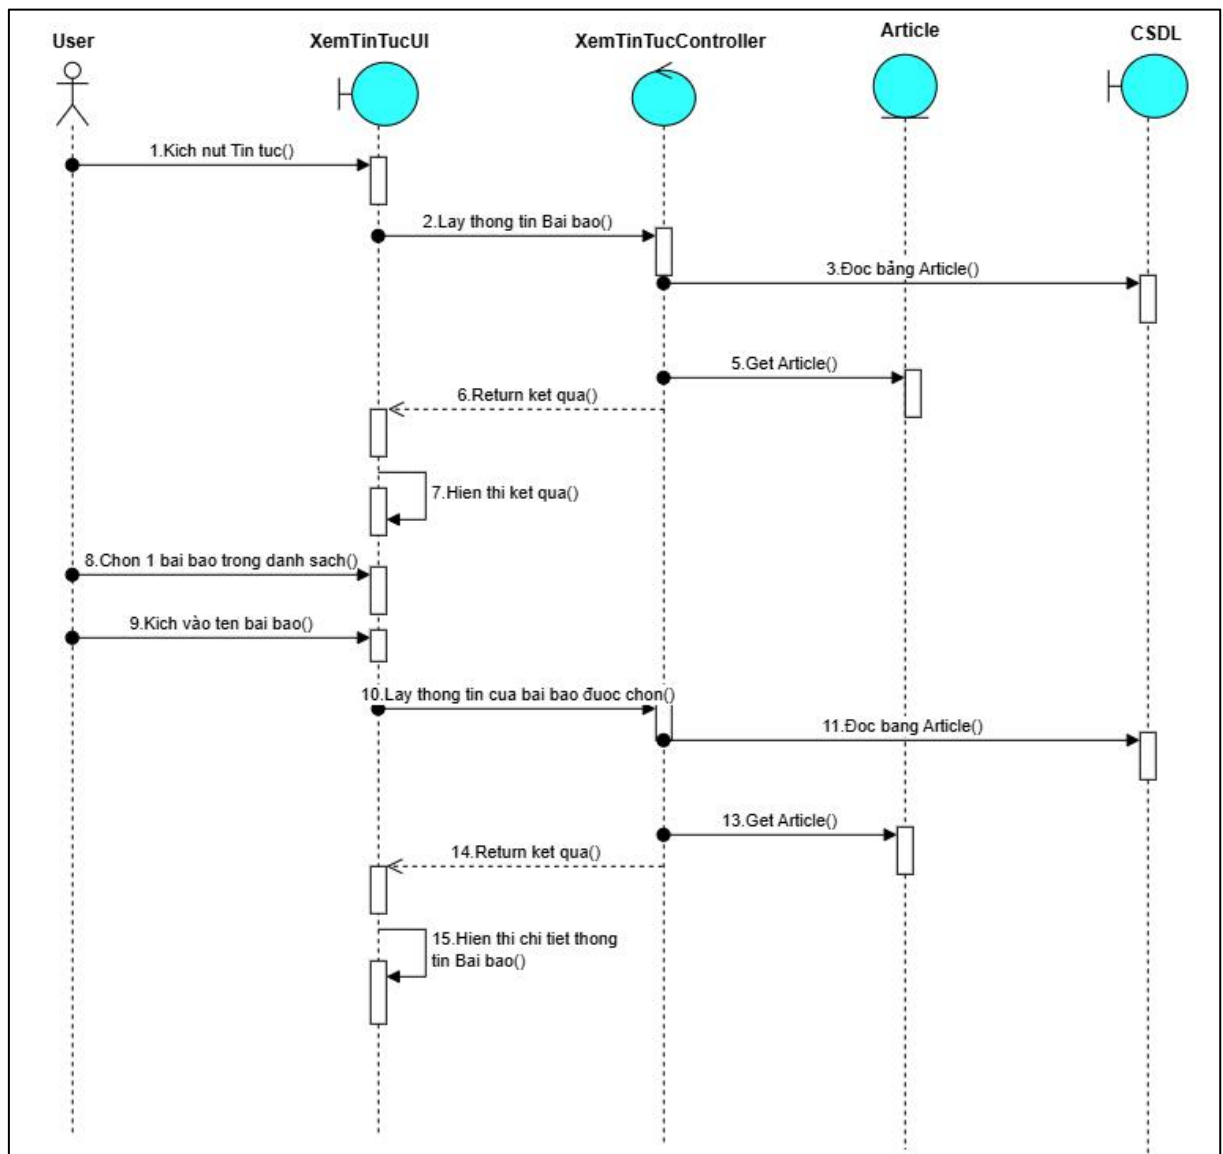 User
XemTinTucUI
XemTinTucController
Article
CSDL
1.Kich nut Tin tuc()
2.Lay thong tin Bai bao()
3.Đoc bảng Article()
5.Get Article()
6.Return ket qua()
7.Hien thi ket qua()
8.Chon 1 bai bao trong danh sach()
9.Kich vào ten bai bao()
10.Lay thong tin cua bai bao đuoc chon()
11.Đoc bang Article()
13.Get Article()
14.Return ket qua()
15.Hien thi chi tiet thong
tin Bai bao()